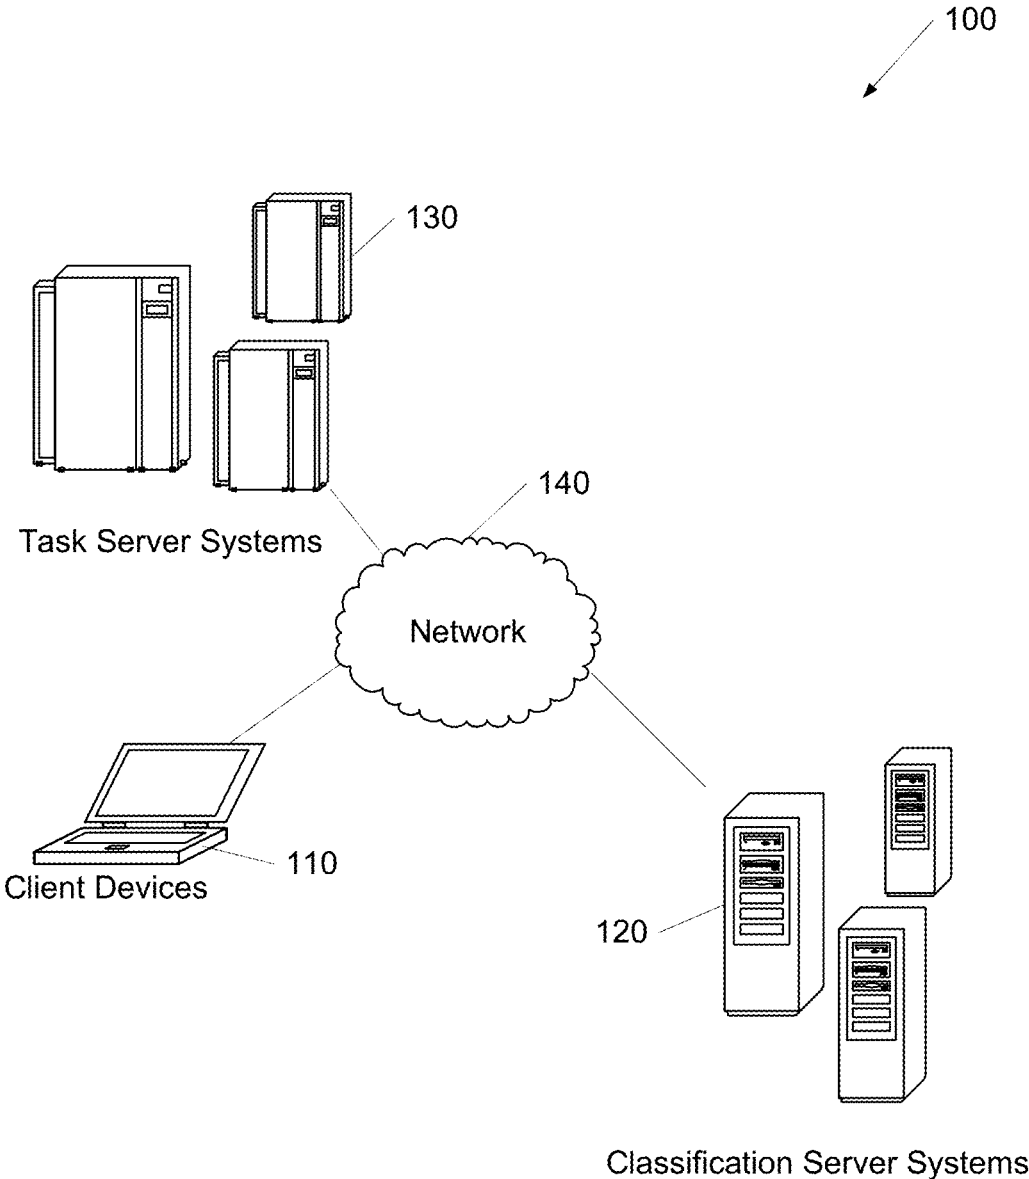 100
130
140
Task Server Systems
Network
110
Client Devices
120
Classification Server Systems